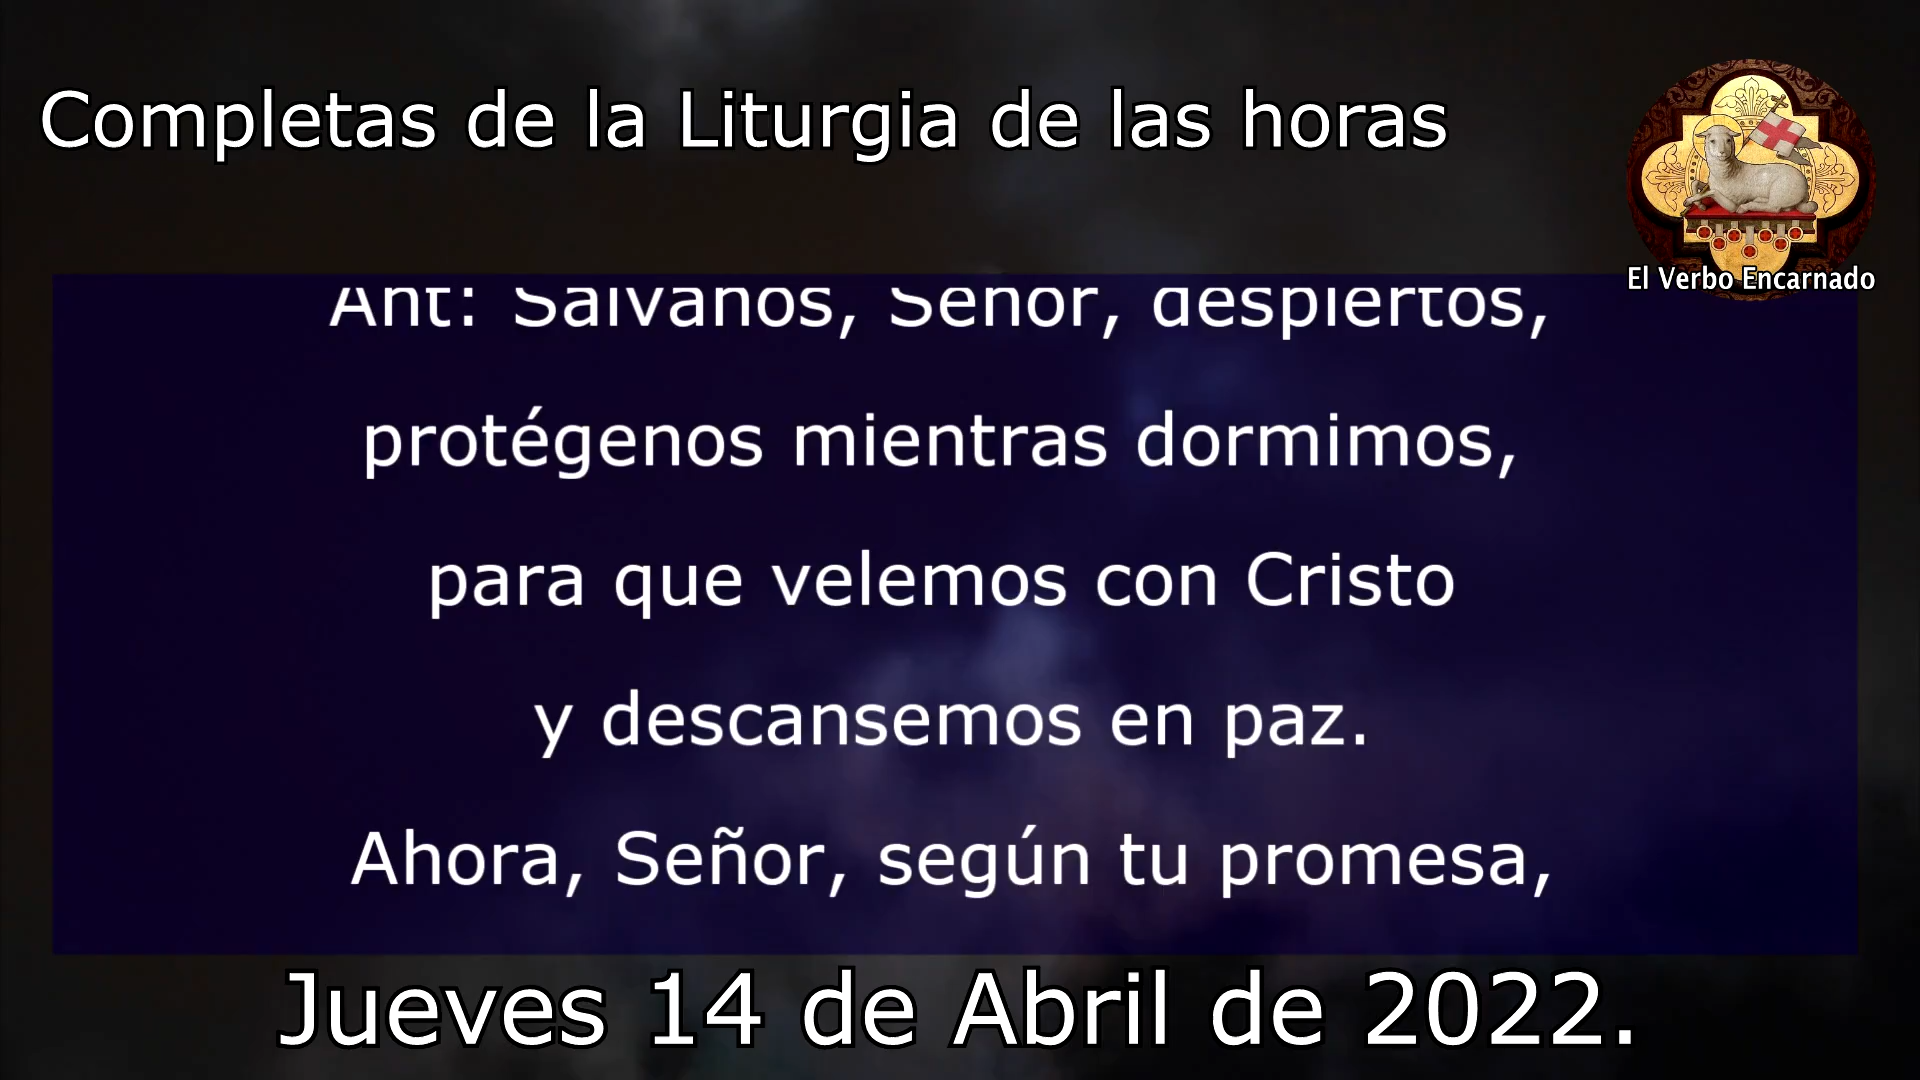 Completas de la Liturgia de las horas
El Verbo Encarnado
Ant: Sálvanos, Señor, despiertos,
protégenos mientras dormimos,
para que velemos con Cristo
y descansemos en paz.
Ahora, Señor, según tu promesa,
Jueves 14 de Abril de 2022.